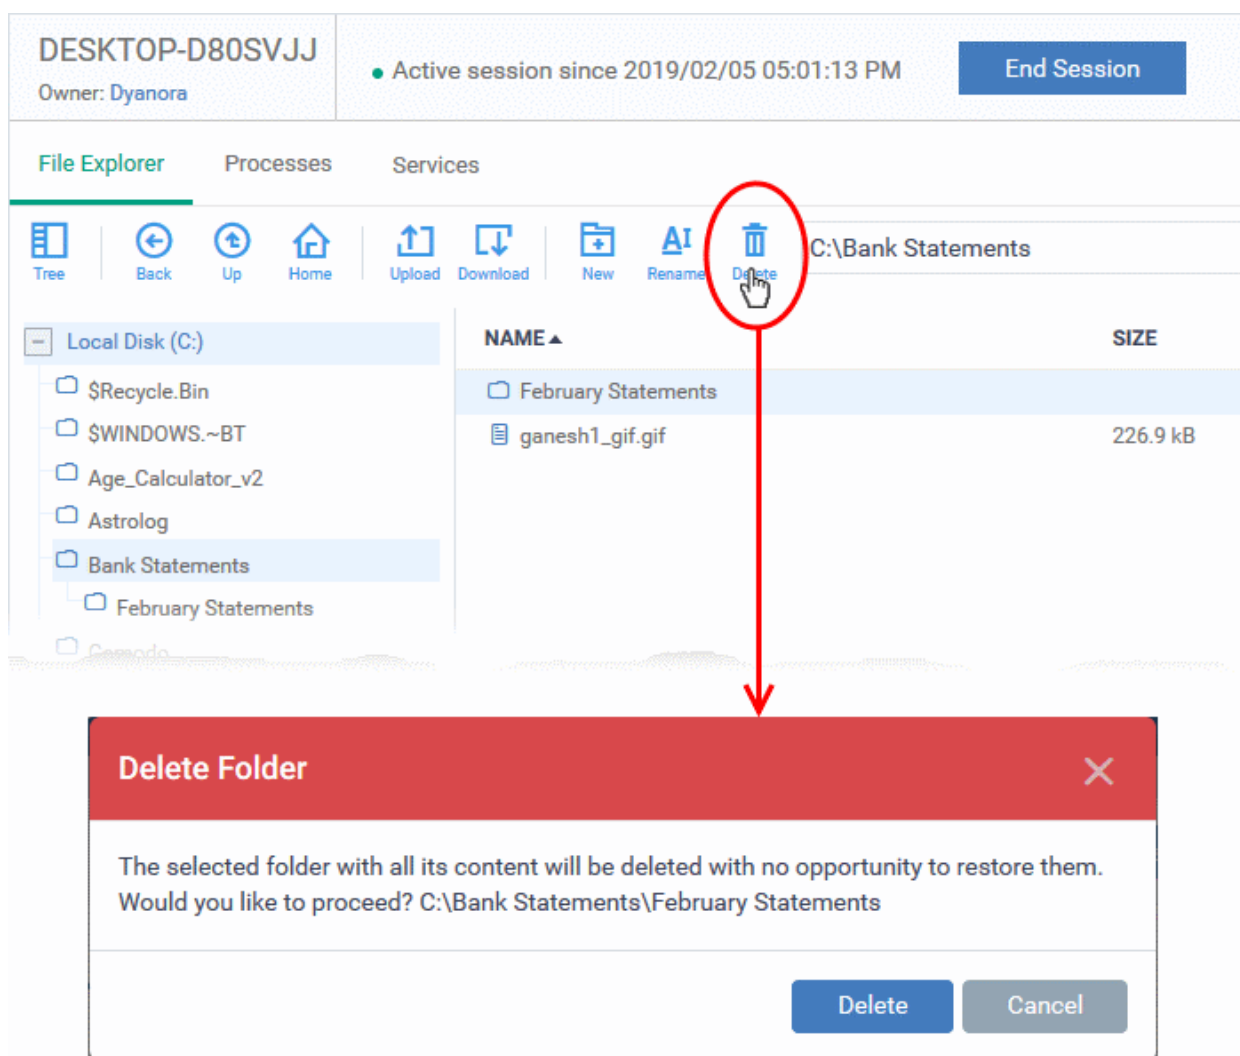 DESKTOP-D80SVJJ
Owner: Dyanora
Active session since 2019/02/05 05:01:13 PM
End Session
File Explorer
Processes
Services
Tree
Back
Up
Home
Upload
Download
New
Rename
Delete
C:\Bank Statements
Local Disk (C:)
$Recycle.Bin
$WINDOWS.~BT
Age_Calculator_v2
Astrolog
Bank Statements
February Statements
Comodo
NAME
SIZE
February Statements
ganesh1_gif.gif
226.9 kB
Delete Folder
The selected folder with all its content will be deleted with no opportunity to restore them.
Would you like to proceed? C:\Bank Statements\February Statements
Delete
Cancel